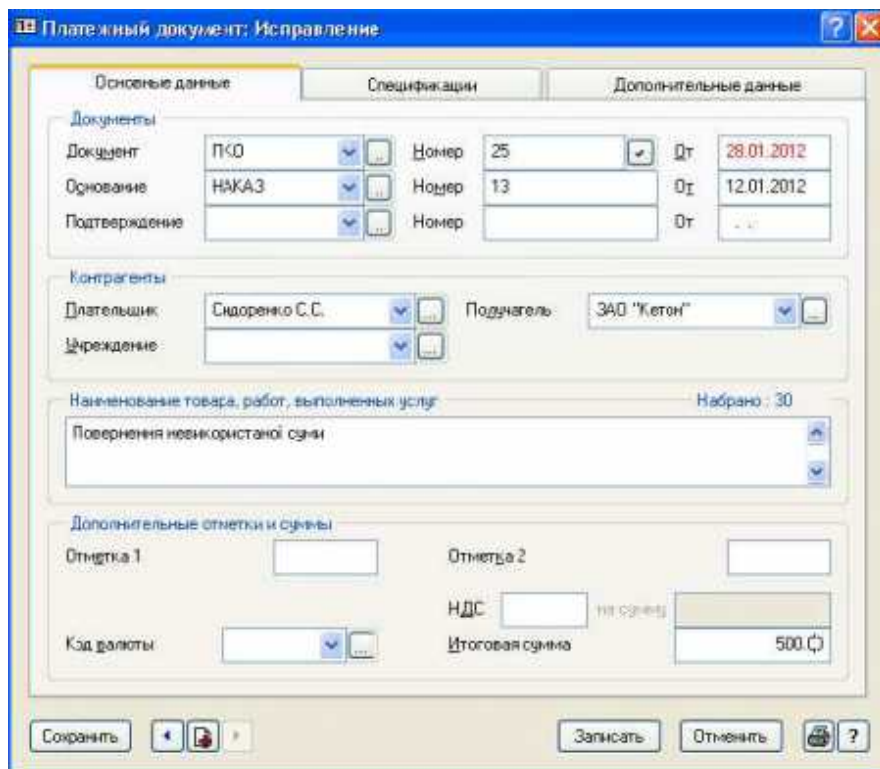 Платежный документ: Исправление
Основные данные Спецификации Дополнительные данные
Документы
Документ ПКО Номер 25 От 28.01.2012
Основание НАКАЗ Номер 13 От 12.01.2012
Подтверждение Номер От . .
Контрагенты
Плательшик Сидоренко С.С. Получатель ЗАО "Кетон"
Учреждение
Наименование товара, работ, выполненных услуг Набрано : 30
Повернення невикористаної суми
Дополнительные отметки и суммы
Отметка 1 Отметка 2
НДС на сумму
Код валюты Итоговая сумма
Сохранить Записать Отменить ?